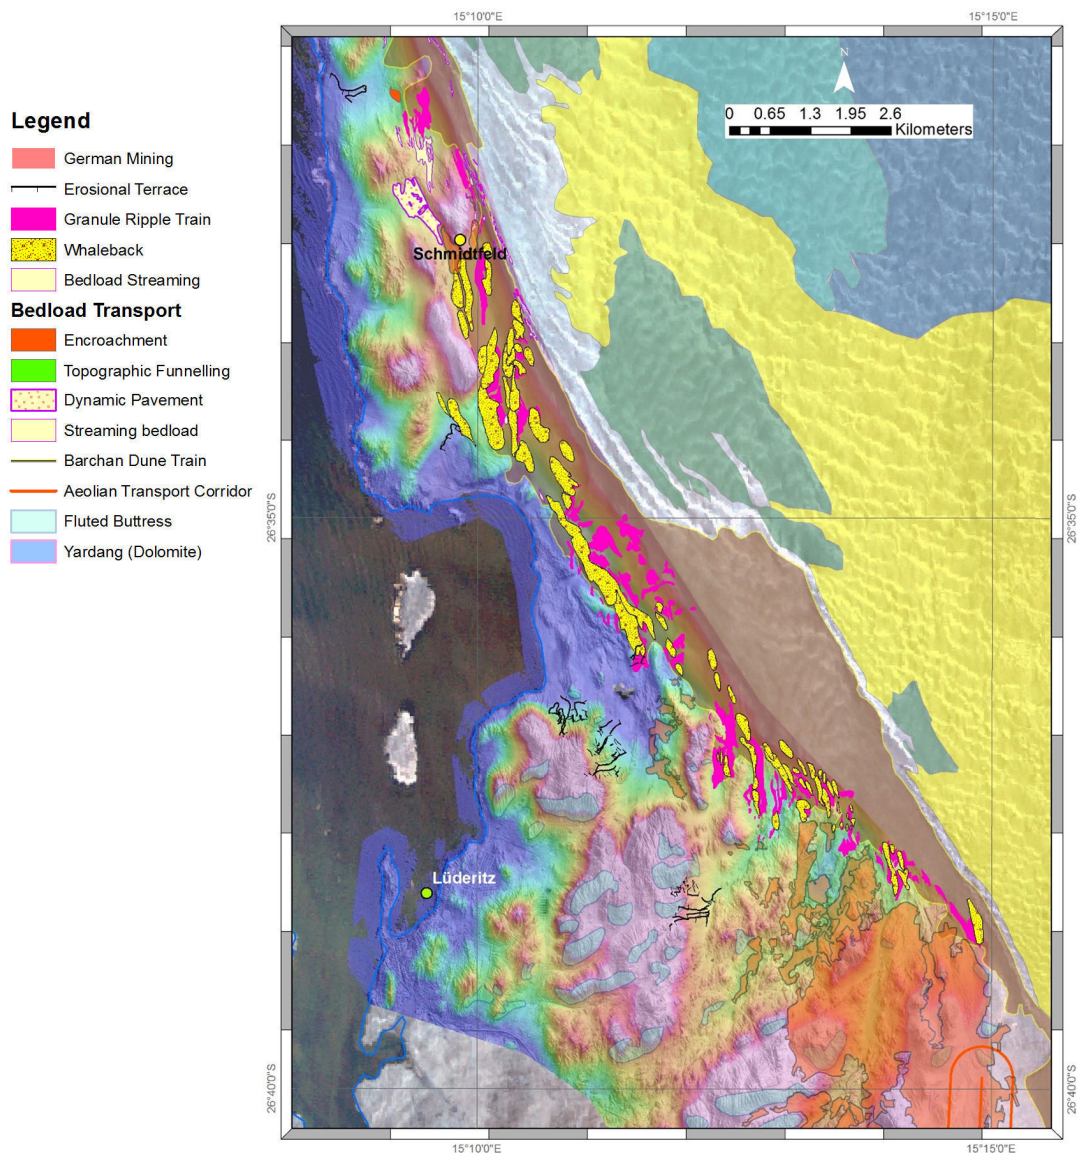 15°10'0"E
15°15'0"E
N
0 0.65 1.3 1.95 2.6
Kilometers
Legend
German Mining
Erosional Terrace
Granule Ripple Train
Whaleback
Bedload Streaming
Bedload Transport
Encroachment
Topographic Funnelling
Dynamic Pavement
Streaming bedload
Barchan Dune Train
Aeolian Transport Corridor
Fluted Buttress
Yardang (Dolomite)
Schmidtfeld
26°35'0"S
26°35'0"S
Lüderitz
26°40'0"S
26°40'0"S
15°10'0"E
15°15'0"E